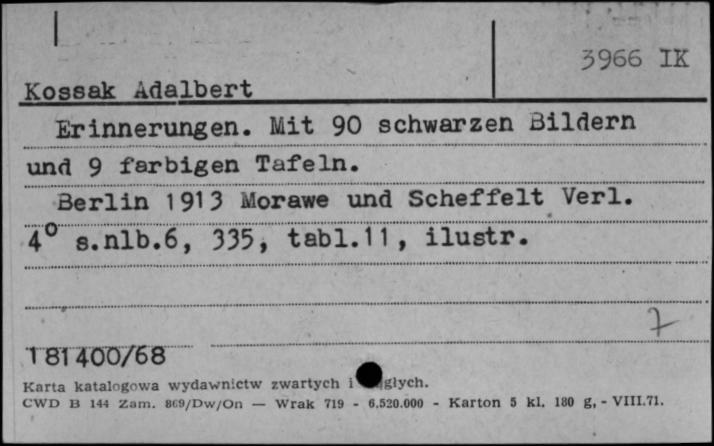 3966 IK
Kossak Adalbert
Erinnerungen. Mit 90 schwarzen Bildern
und 9 farbigen Tafeln.
Berlin 1913 Morawe und Scheffelt Verl.
4° s.nlb.6, 335, tabl.11, ilustr.
7
181400/68
Karta katalogowa wydawnictw zwartych i
CWD B 144 Zam. 869/Dw/On — Wrak 719 - 6.520.000 - Karton 5 kl. 180 g, - VIII.71.